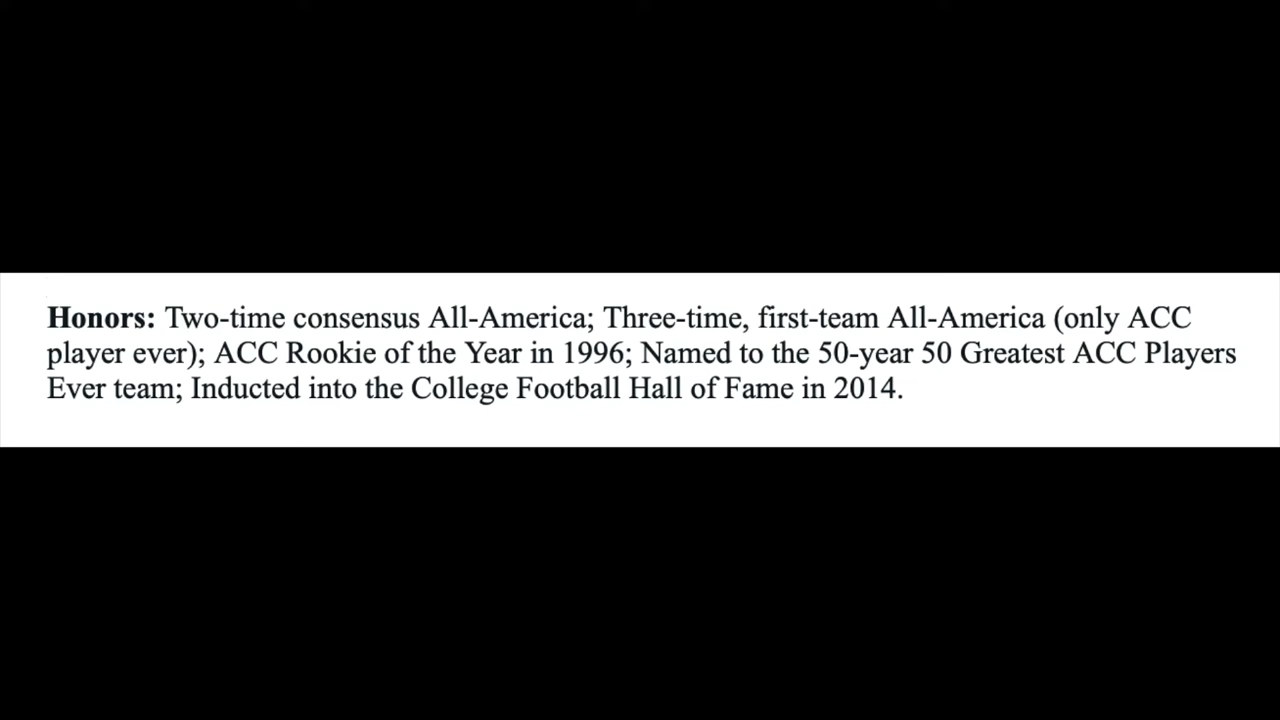 Honors: Two-time consensus All-America; Three-time, first-team All-America (only ACC
player ever); ACC Rookie of the Year in 1996; Named to the 50-year 50 Greatest ACC Players
Ever team; Inducted into the College Football Hall of Fame in 2014.